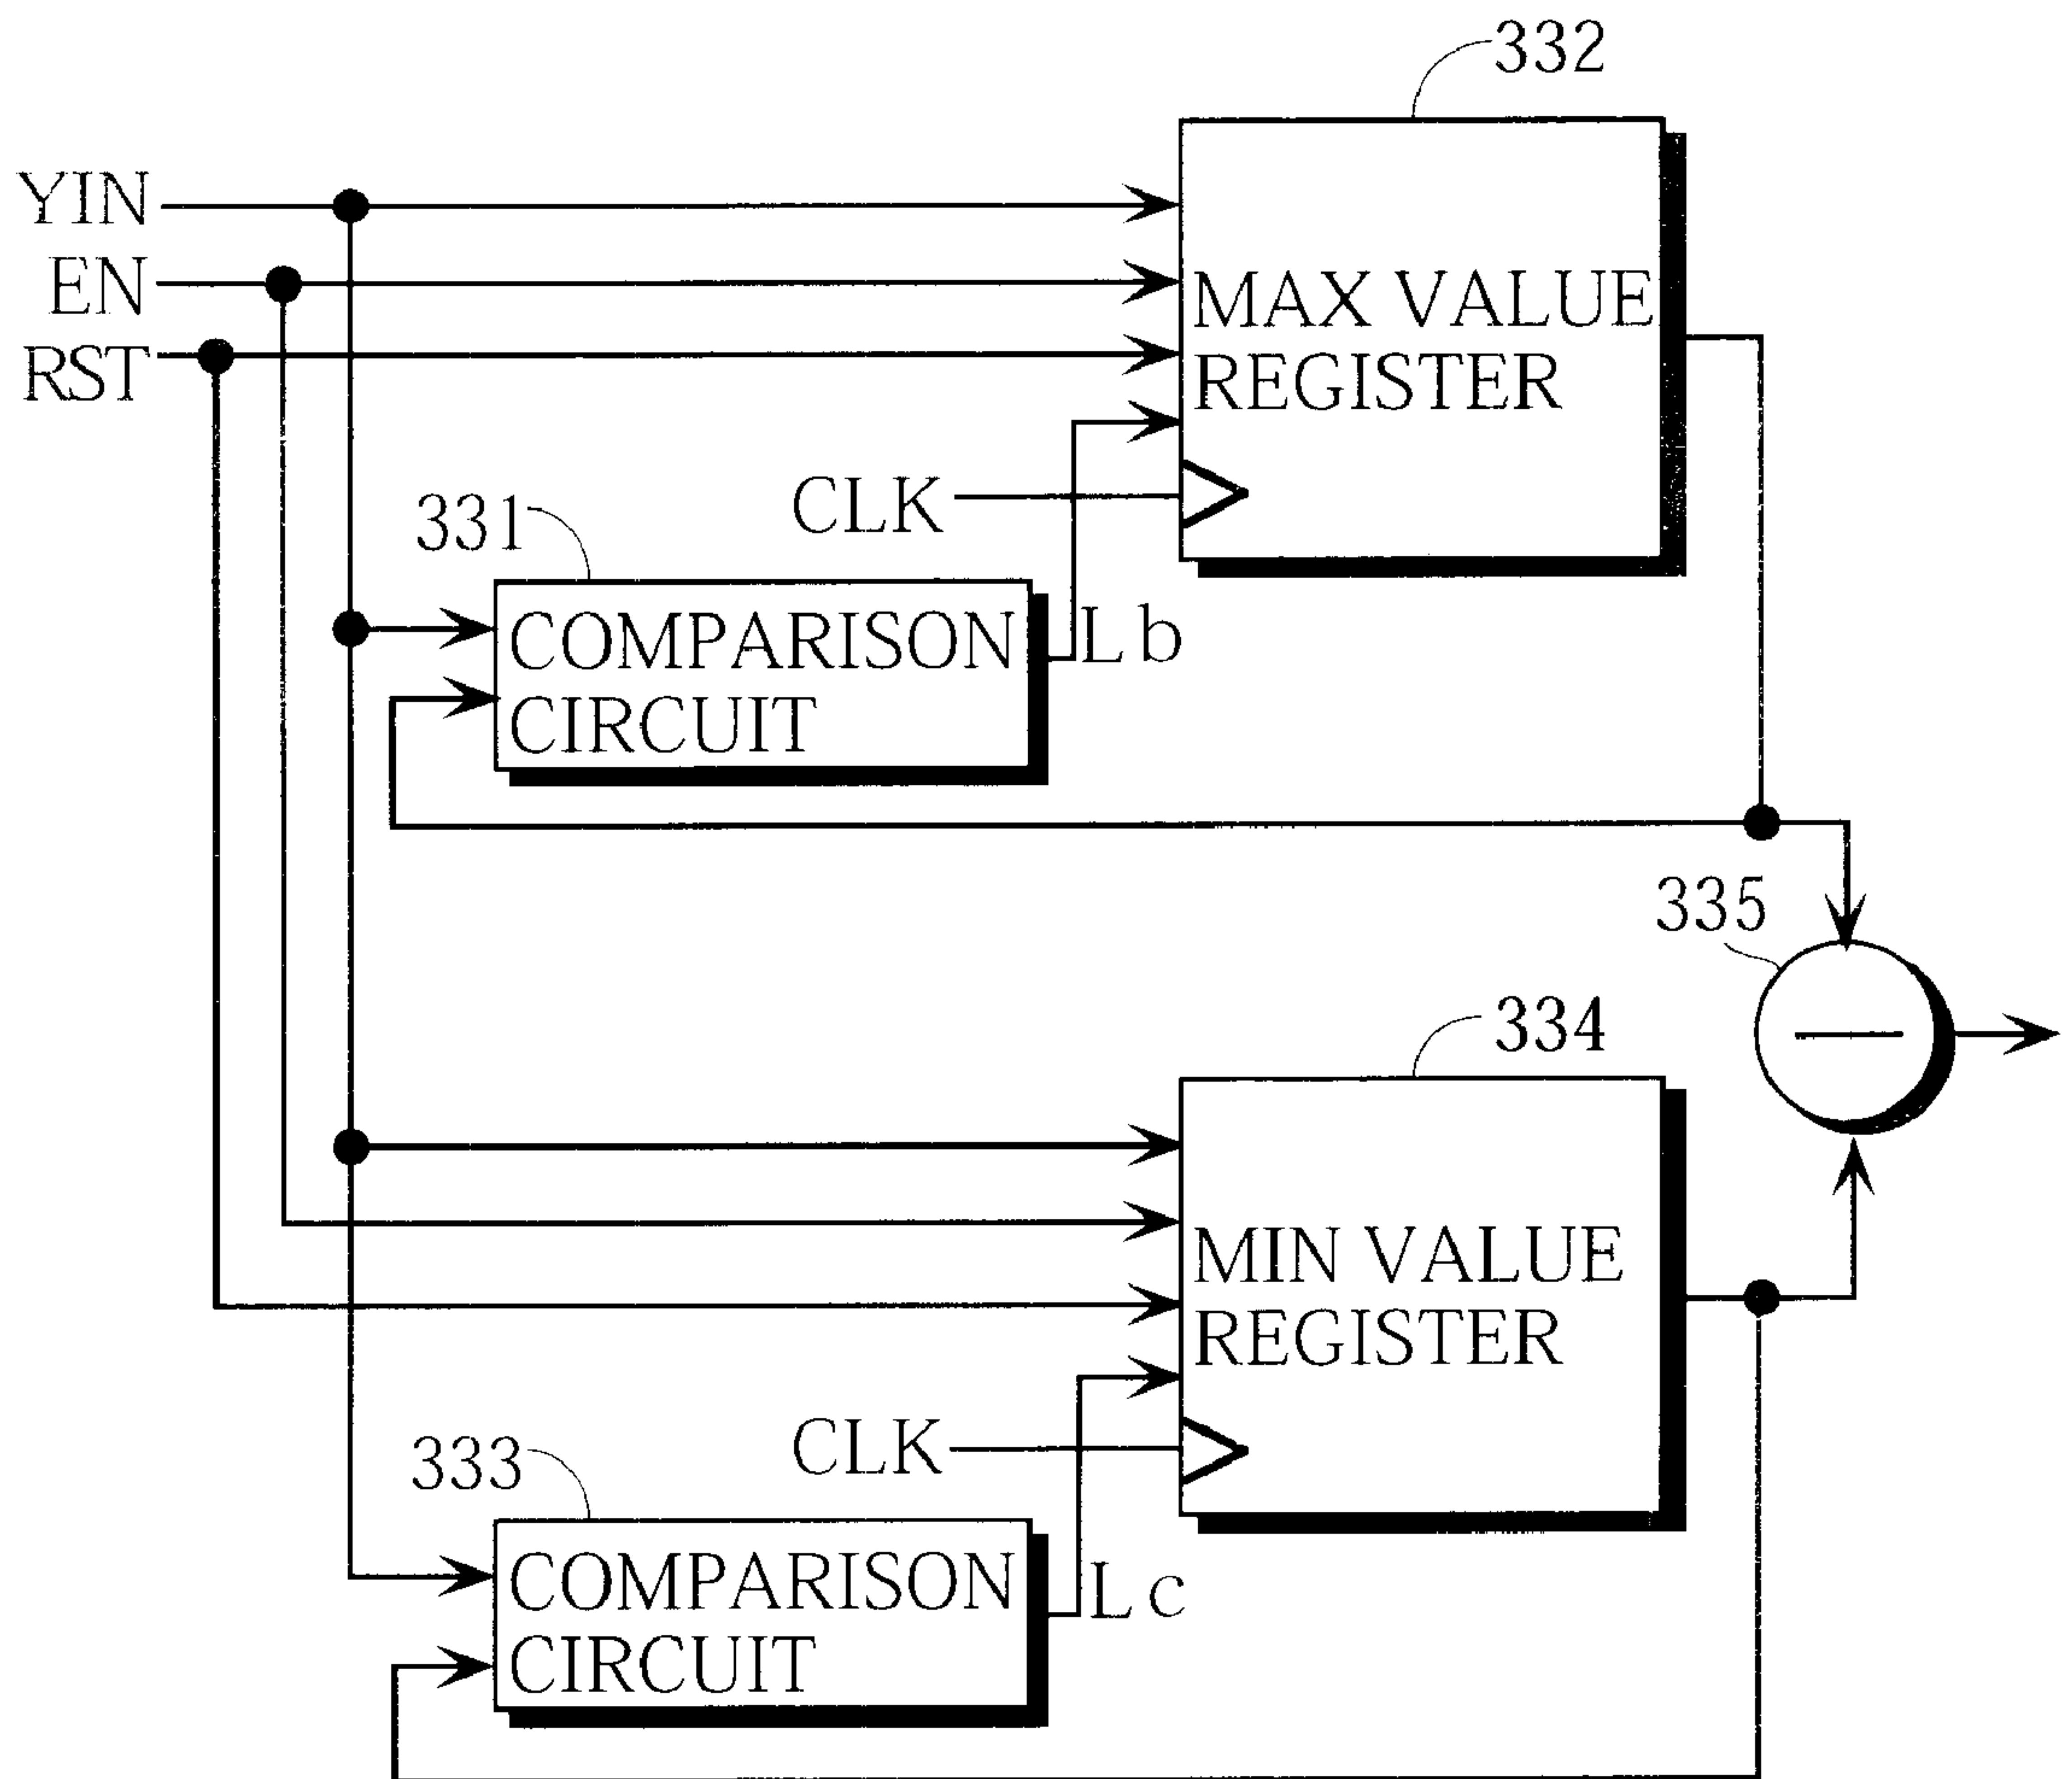 332
YIN
EN
RST
MAX VALUE
REGISTER
CLK
331
COMPARISON
CIRCUIT
Lb
335
334
MIN VALUE
REGISTER
CLK
333
COMPARISON
CIRCUIT
Lc